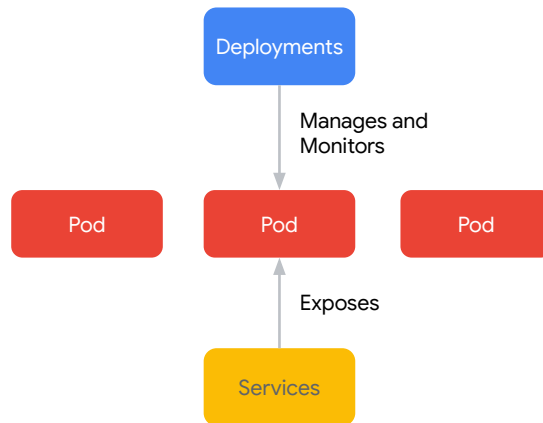 Deployments
Manages and
Monitors
Pod
Pod
Pod
Exposes
Services